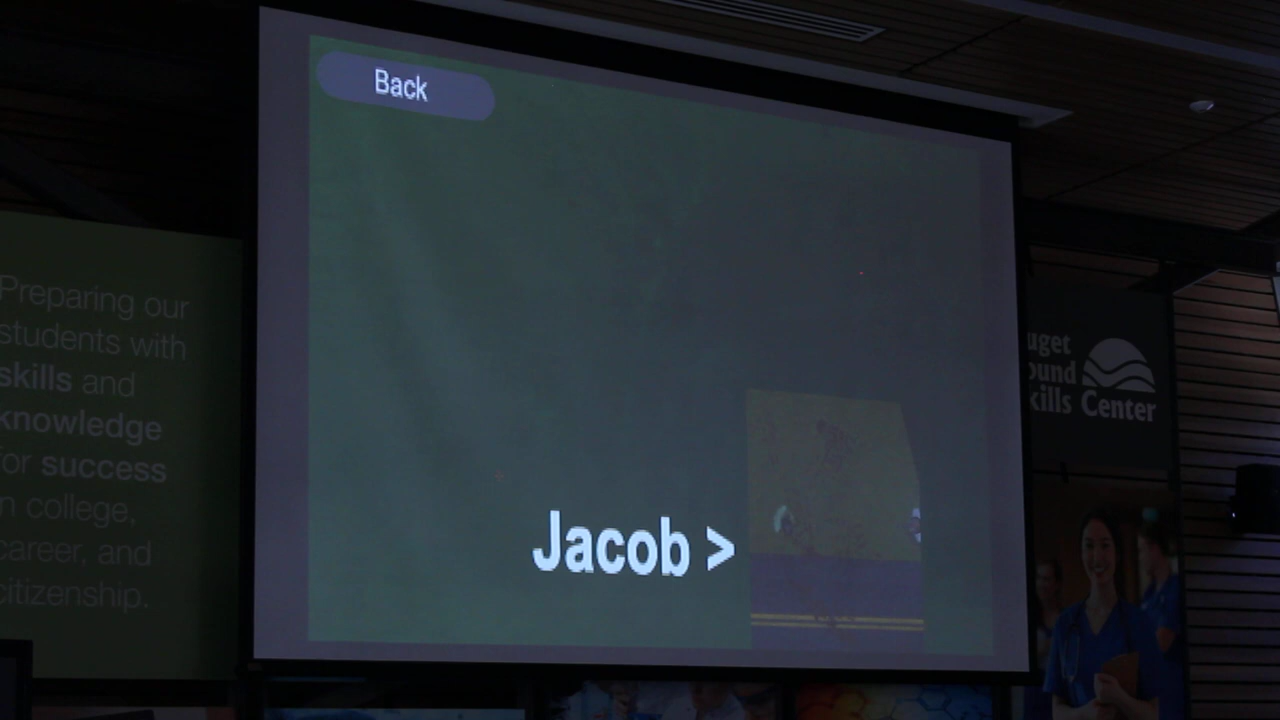 Back
Jacob >
Preparing our
students with
skills and
knowledge
for success
in college,
career, and
citizenship.
uget
ound
kills Center